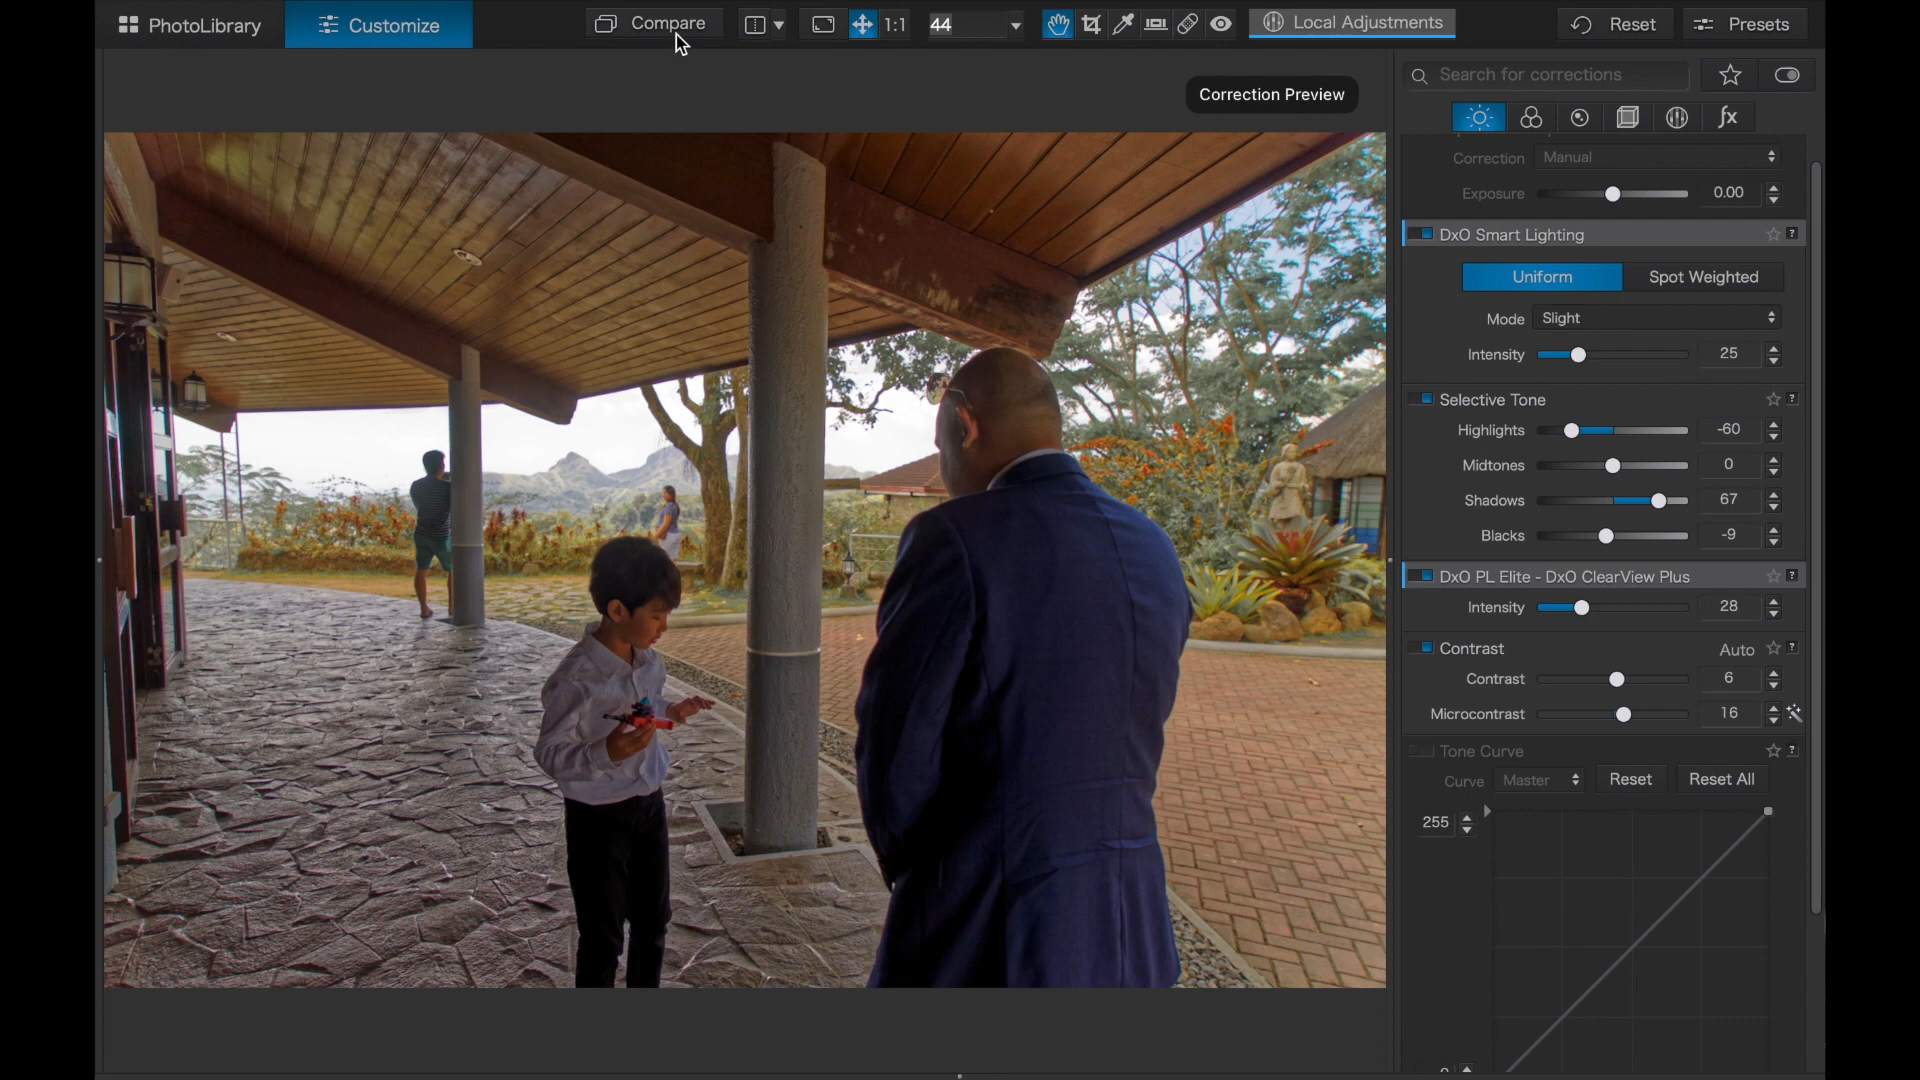 PhotoLibrary
Customize
Compare
1:1
44
Local Adjustments
Reset
Presets
Search for corrections
Correction Preview
fx
Correction Manual
Exposure 0.00
DxO Smart Lighting ?
Uniform Spot Weighted
Mode Slight
Intensity 25
Selective Tone ?
Highlights -60
Midtones 0
Shadows 67
Blacks -9
DxO PL Elite - DxO ClearView Plus ?
Intensity 28
Contrast Auto ?
Contrast 6
Microcontrast 16
Tone Curve ?
Curve Master Reset Reset All
255